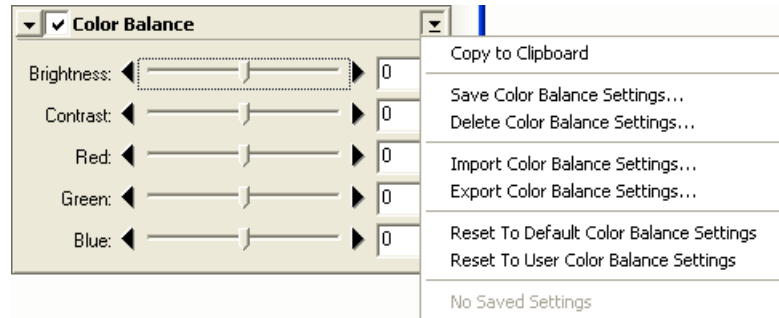 Color Balance
Brightness: 0
Contrast: 0
Red: 0
Green: 0
Blue: 0
Copy to Clipboard
Save Color Balance Settings...
Delete Color Balance Settings...
Import Color Balance Settings...
Export Color Balance Settings...
Reset To Default Color Balance Settings
Reset To User Color Balance Settings
No Saved Settings